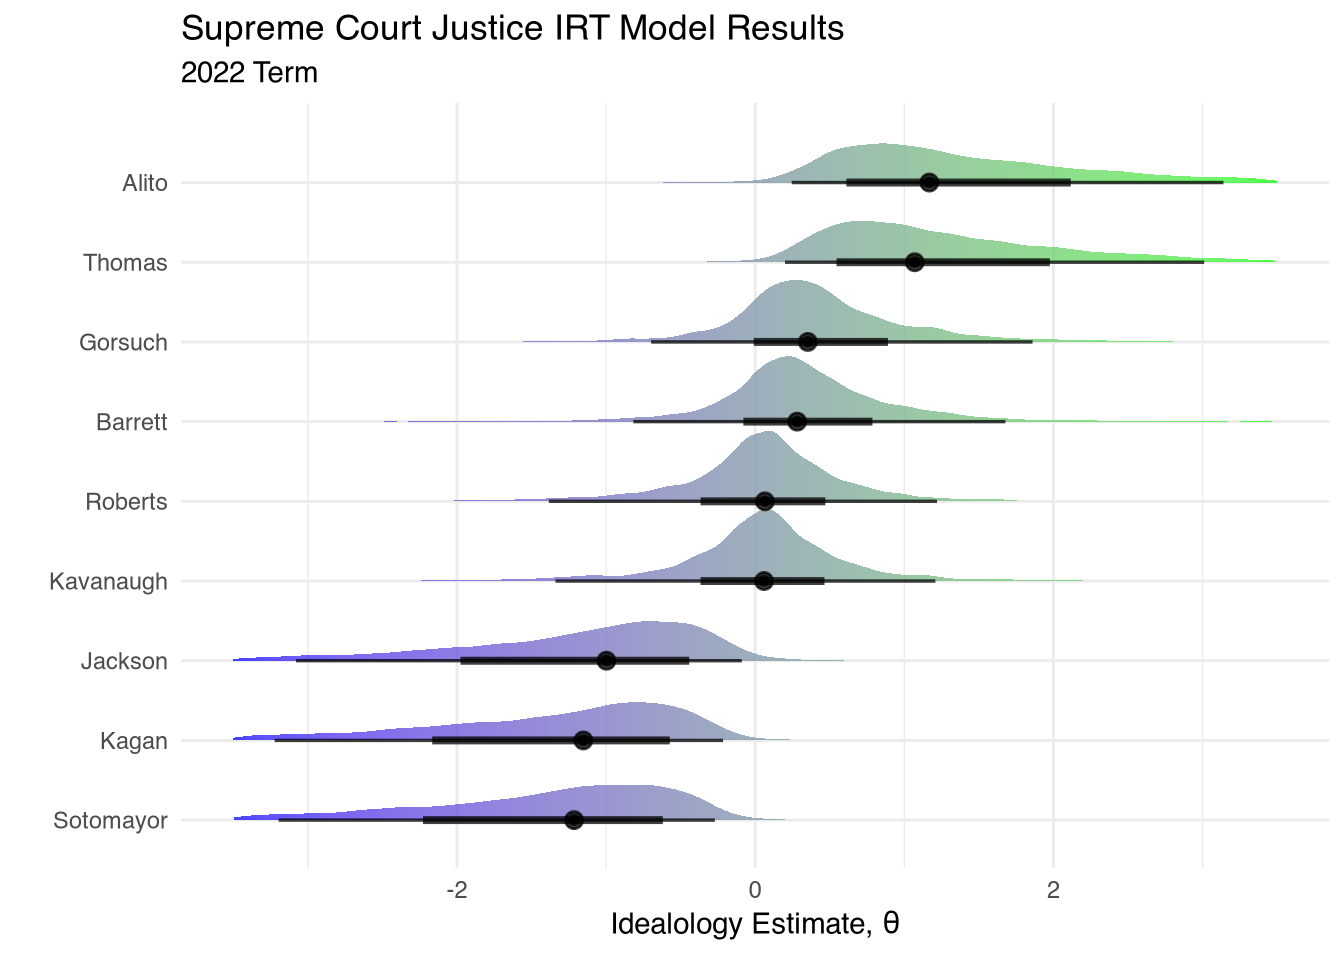 Supreme Court Justice IRT Model Results
2022 Term
Alito
Thomas
Gorsuch
Barrett
Roberts
Kavanaugh
Jackson
Kagan
Sotomayor
-2 0 2
Idealology Estimate, θ